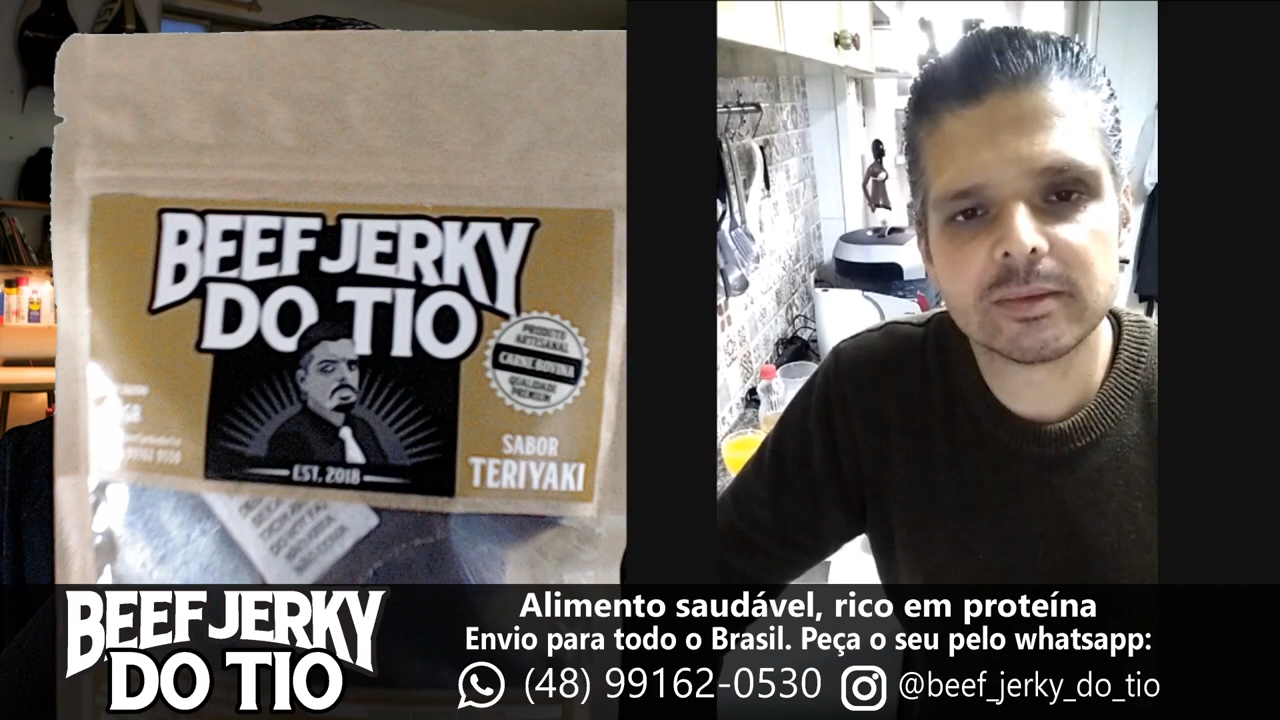 BEEF JERKY
DO TIO
PRODUTO
ARTESANAL
CARNE BOVINA
QUALIDADE
PREMIUM
SABOR
TERIYAKI
EST. 2018
BEEF JERKY
DO TIO
Alimento saudável, rico em proteína
Envio para todo o Brasil. Peça o seu pelo whatsapp:
(48) 99162-0530 @beef_jerky_do_tio